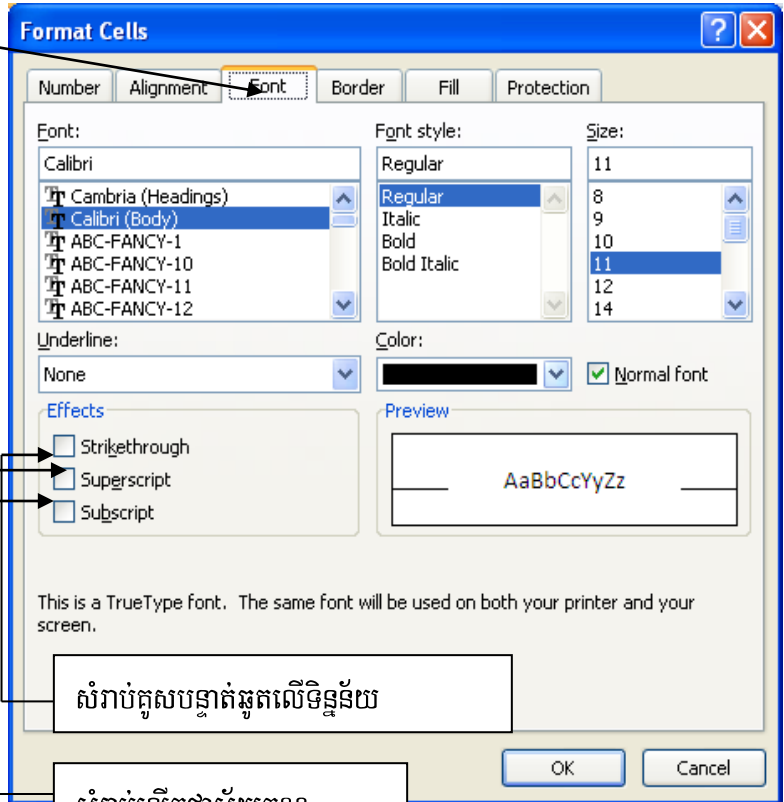 Format Cells
Number Alignment Font Border Fill Protection
Font: Font style: Size:
Calibri Regular 11
Cambria (Headings) Regular 8
Calibri (Body) Italic 9
ABC-FANCY-1 Bold 10
ABC-FANCY-10 Bold Italic 11
ABC-FANCY-11 12
ABC-FANCY-12 14
Underline: Color:
None Normal font
Effects Preview
Strikethrough
Superscript AaBbCcYyZz
Subscript
This is a TrueType font. The same font will be used on both your printer and your
screen.
សំរាប់គូសបន្ទាត់ឆូតលើទិន្នន័យ
OK Cancel